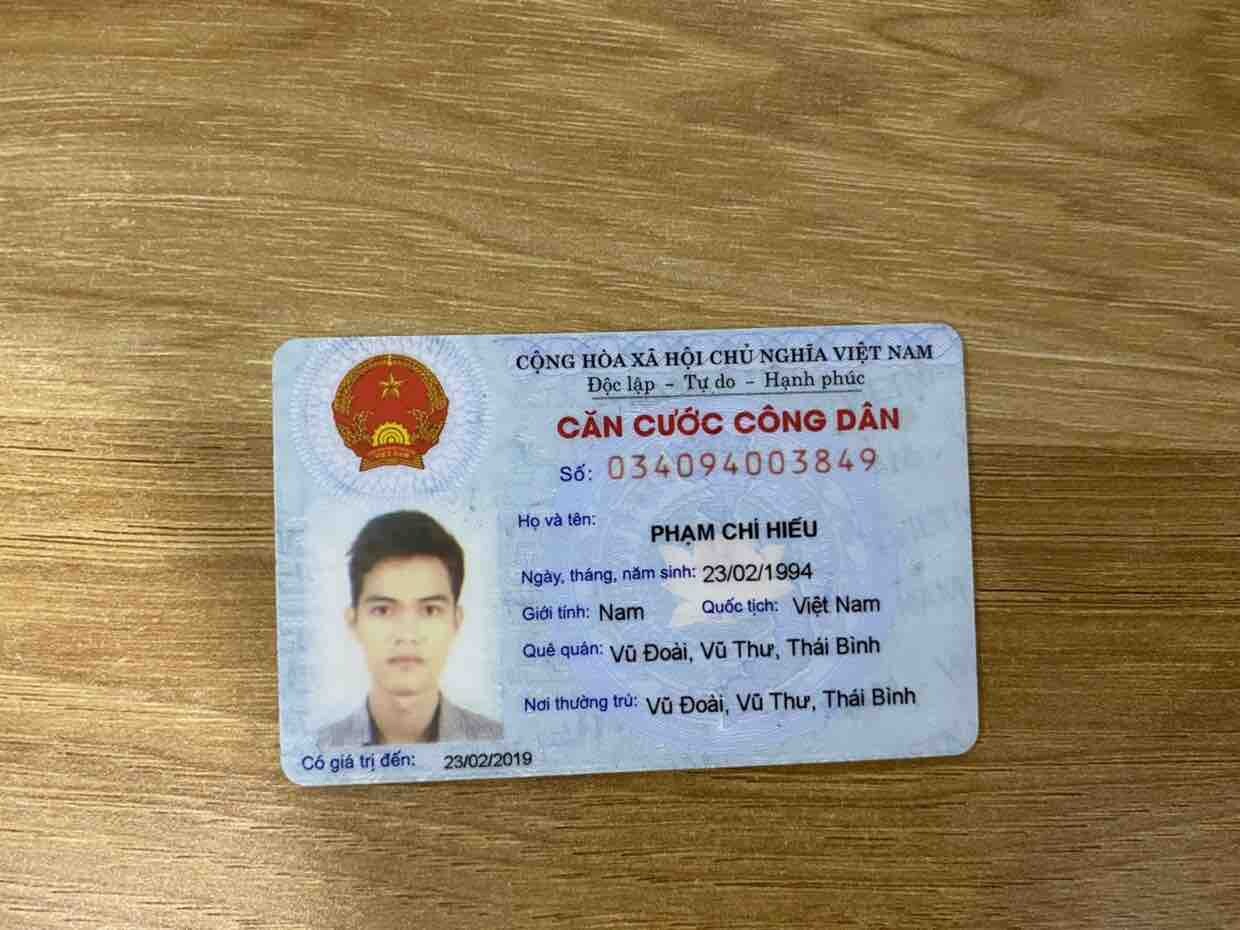 CỘNG HÒA XÃ HỘI CHỦ NGHĨA VIỆT NAM
Độc lập - Tự do - Hạnh phúc
CĂN CƯỚC CÔNG DÂN
Số: 034094003849
Họ và tên:
PHẠM CHÍ HIẾU
Ngày, tháng, năm sinh: 23/02/1994
Giới tính: Nam Quốc tịch: Việt Nam
Quê quán: Vũ Đoài, Vũ Thư, Thái Bình
Nơi thường trú: Vũ Đoài, Vũ Thư, Thái Bình
Có giá trị đến: 23/02/2019